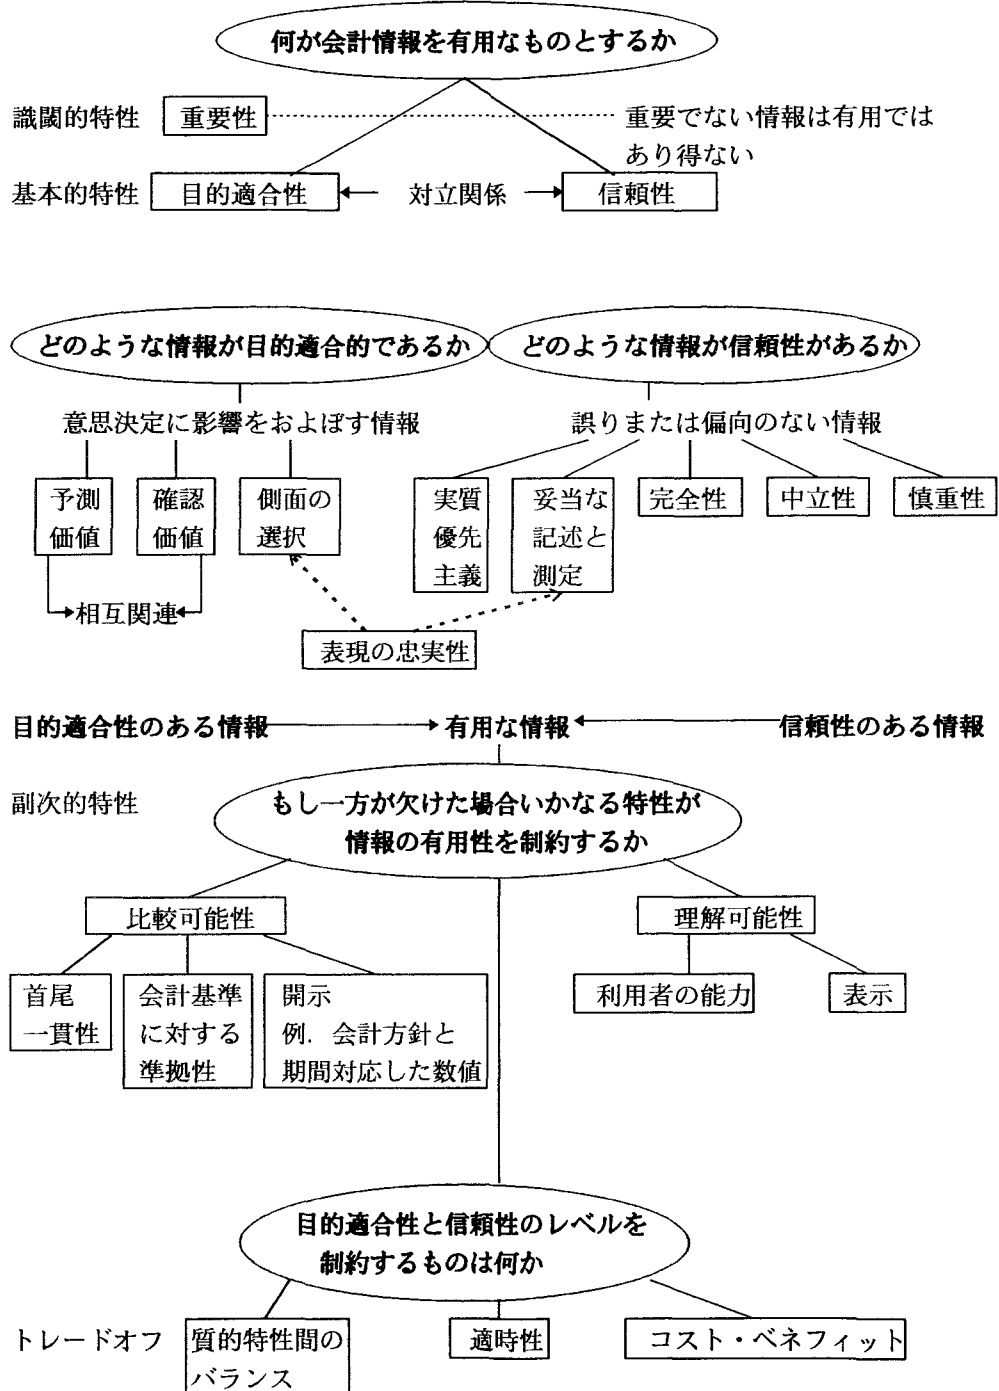 何が会計情報を有用なものとするか
識閾的特性 重要性 重要でない情報は有用では
あり得ない
基本的特性 目的適合性 対立関係 信頼性
どのような情報が目的適合的であるか どのような情報が信頼性があるか
意思決定に影響をおよぼす情報 誤りまたは偏向のない情報
予測
価値
確認
価値
側面の
選択
実質
優先
主義
妥当な
記述と
測定
完全性
中立性
慎重性
相互関連
表現の忠実性
目的適合性のある情報 有用な情報 信頼性のある情報
副次的特性
もし一方が欠けた場合いかなる特性が
情報の有用性を制約するか
比較可能性 理解可能性
首尾
一貫性
会計基準
に対する
準拠性
開示
例．会計方針と
期間対応した数値
利用者の能力
表示
目的適合性と信頼性のレベルを
制約するものは何か
トレードオフ
質的特性間の
バランス
適時性
コスト・ベネフィット